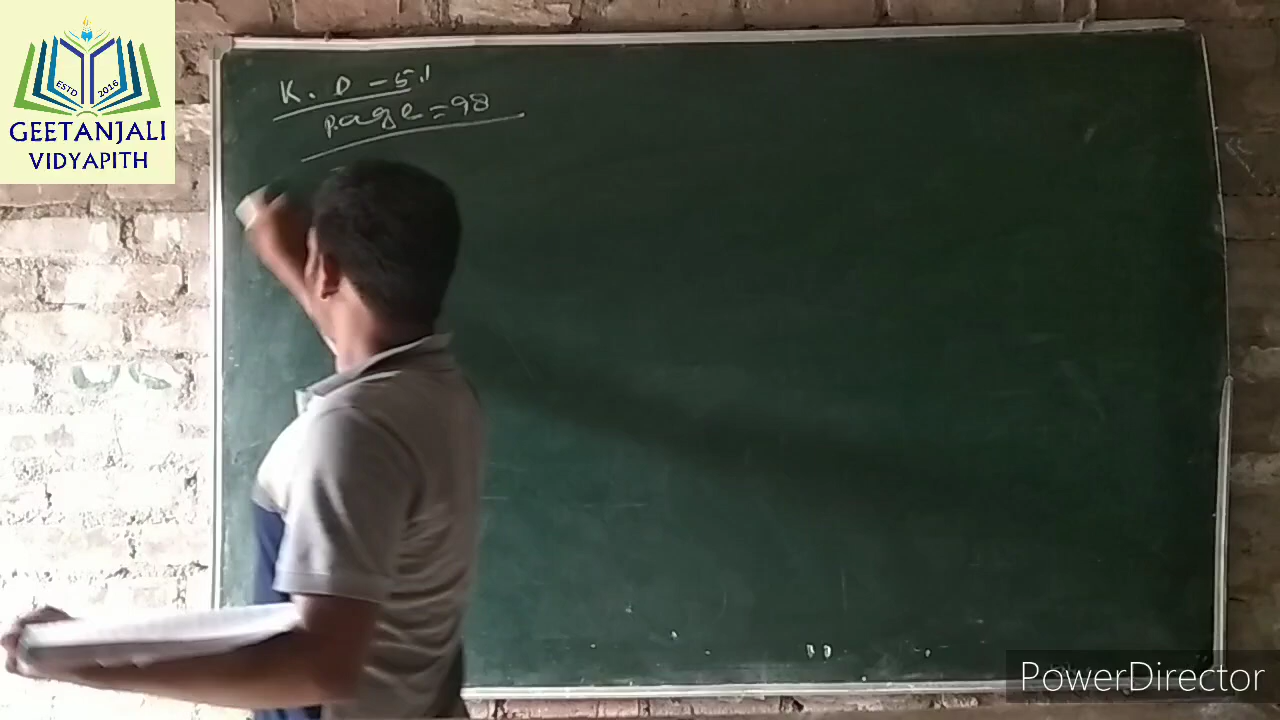 ESTD 2016
GEETANJALI
VIDYAPITH
K. D - 5.1
page = 98
PowerDirector